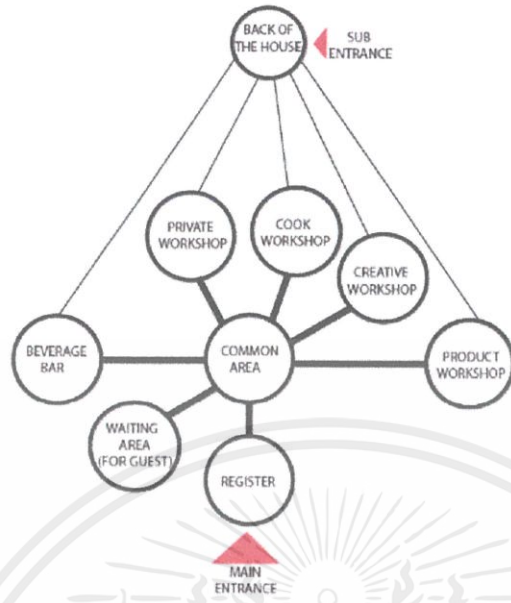 BACK OF
THE HOUSE
SUB
ENTRANCE
PRIVATE
WORKSHOP
COOK
WORKSHOP
CREATIVE
WORKSHOP
BEVERAGE
BAR
COMMON
AREA
PRODUCT
WORKSHOP
WAITING
AREA
(FOR GUEST)
REGISTER
MAIN
ENTRANCE